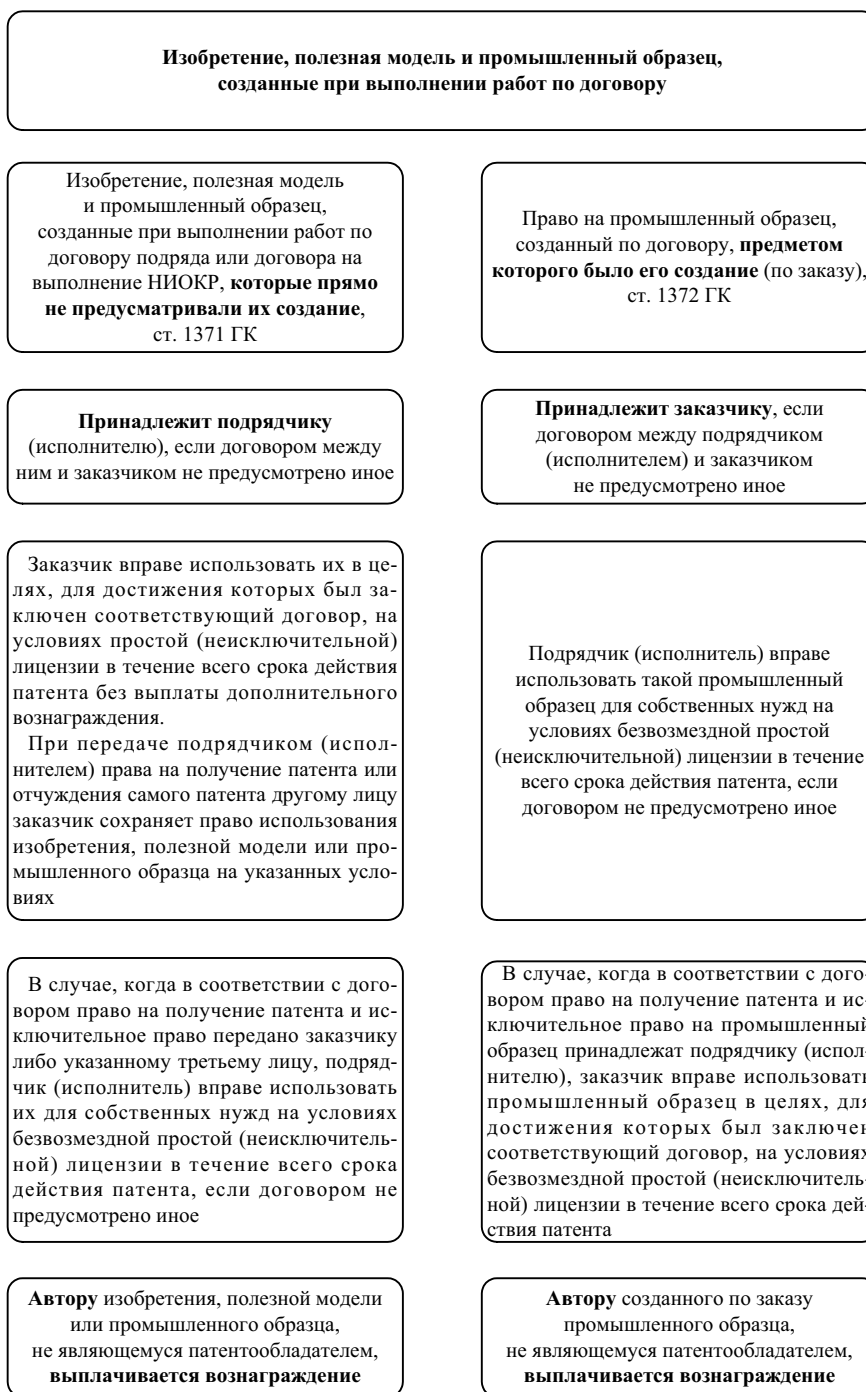 Изобретение, полезная модель и промышленный образец,
созданные при выполнении работ по договору
Изобретение, полезная модель
и промышленный образец,
созданные при выполнении работ по
договору подряда или договора на
выполнение НИОКР, которые прямо
не предусматривали их создание,
ст. 1371 ГК
Право на промышленный образец,
созданный по договору, предметом
которого было его создание (по заказу),
ст. 1372 ГК
Принадлежит подрядчику
(исполнителю), если договором между
ним и заказчиком не предусмотрено иное
Принадлежит заказчику, если
договором между подрядчиком
(исполнителем) и заказчиком
не предусмотрено иное
Заказчик вправе использовать их в це-
лях, для достижения которых был за-
ключен соответствующий договор, на
условиях простой (неисключительной)
лицензии в течение всего срока действия
патента без выплаты дополнительного
вознаграждения.
При передаче подрядчиком (испол-
нителем) права на получение патента или
отчуждения самого патента другому лицу
заказчик сохраняет право использования
изобретения, полезной модели или про-
мышленного образца на указанных усло-
виях
Подрядчик (исполнитель) вправе
использовать такой промышленный
образец для собственных нужд на
условиях безвозмездной простой
(неисключительной) лицензии в течение
всего срока действия патента, если
договором не предусмотрено иное
В случае, когда в соответствии с дого-
вором право на получение патента и ис-
ключительное право передано заказчику
либо указанному третьему лицу, подряд-
чик (исполнитель) вправе использовать
их для собственных нужд на условиях
безвозмездной простой (неисключитель-
ной) лицензии в течение всего срока
действия патента, если договором не
предусмотрено иное
В случае, когда в соответствии с дого-
вором право на получение патента и ис-
ключительное право на промышленный
образец принадлежат подрядчику (испол-
нителю), заказчик вправе использовать
промышленный образец в целях, для
достижения которых был заключен
соответствующий договор, на условиях
безвозмездной простой (неисключитель-
ной) лицензии в течение всего срока дей-
ствия патента
Автору изобретения, полезной модели
или промышленного образца,
не являющемуся патентообладателем,
выплачивается вознаграждение
Автору созданного по заказу
промышленного образца,
не являющемуся патентообладателем,
выплачивается вознаграждение